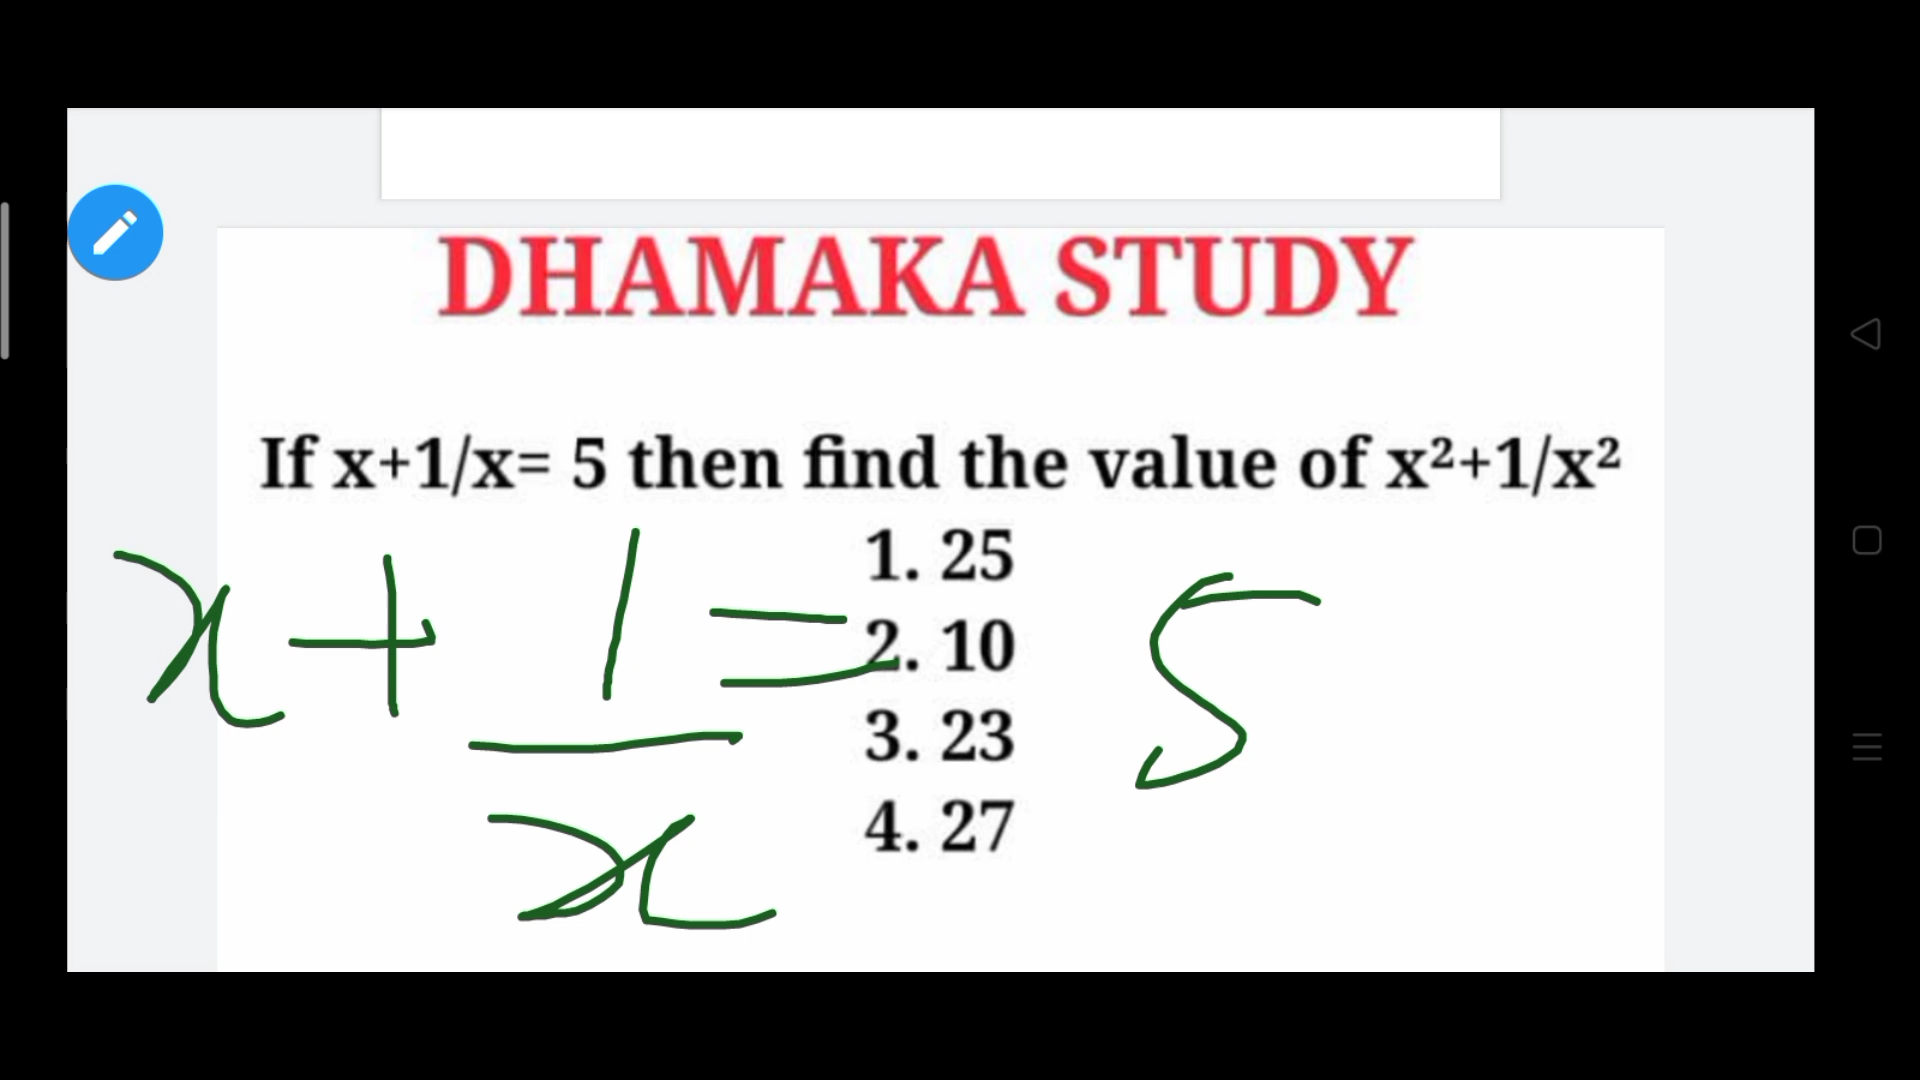 DHAMAKA STUDY
If x+1/x= 5 then find the value of x²+1/x²
1. 25
2. 10
3. 23
4. 27
x + 1/x = 5